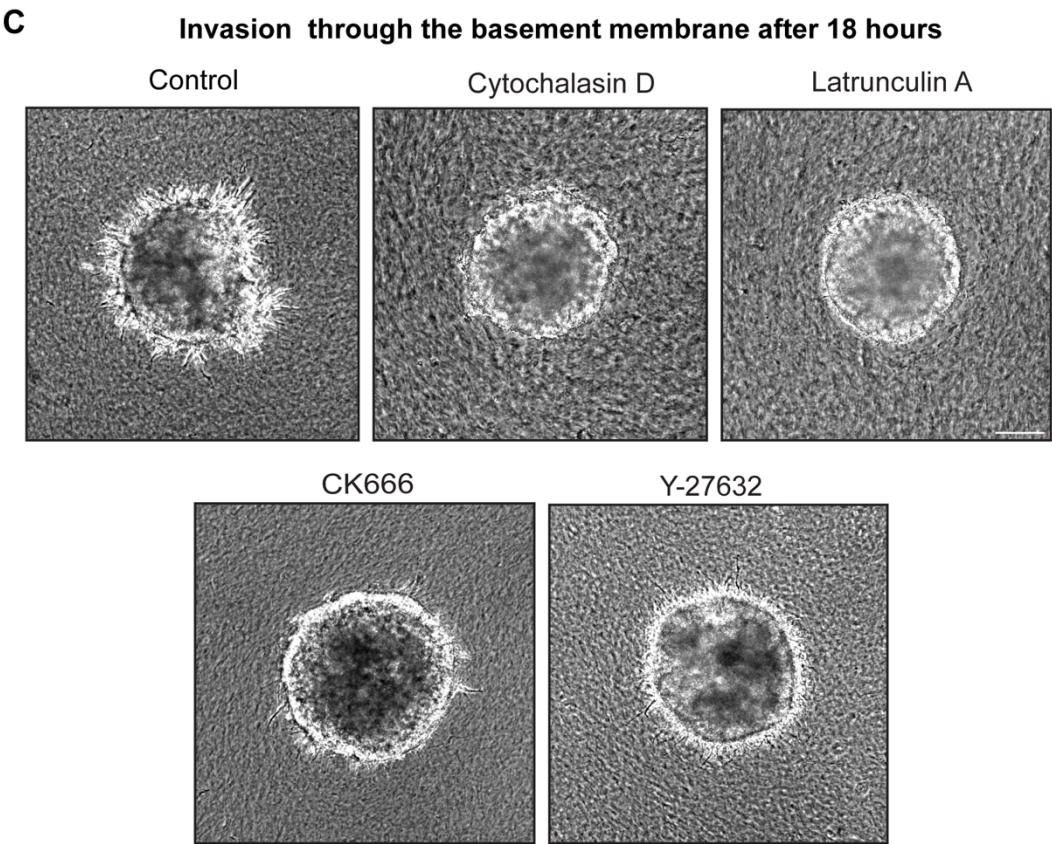 C
Invasion through the basement membrane after 18 hours
Control
Cytochalasin D
Latrunculin A
CK666
Y-27632